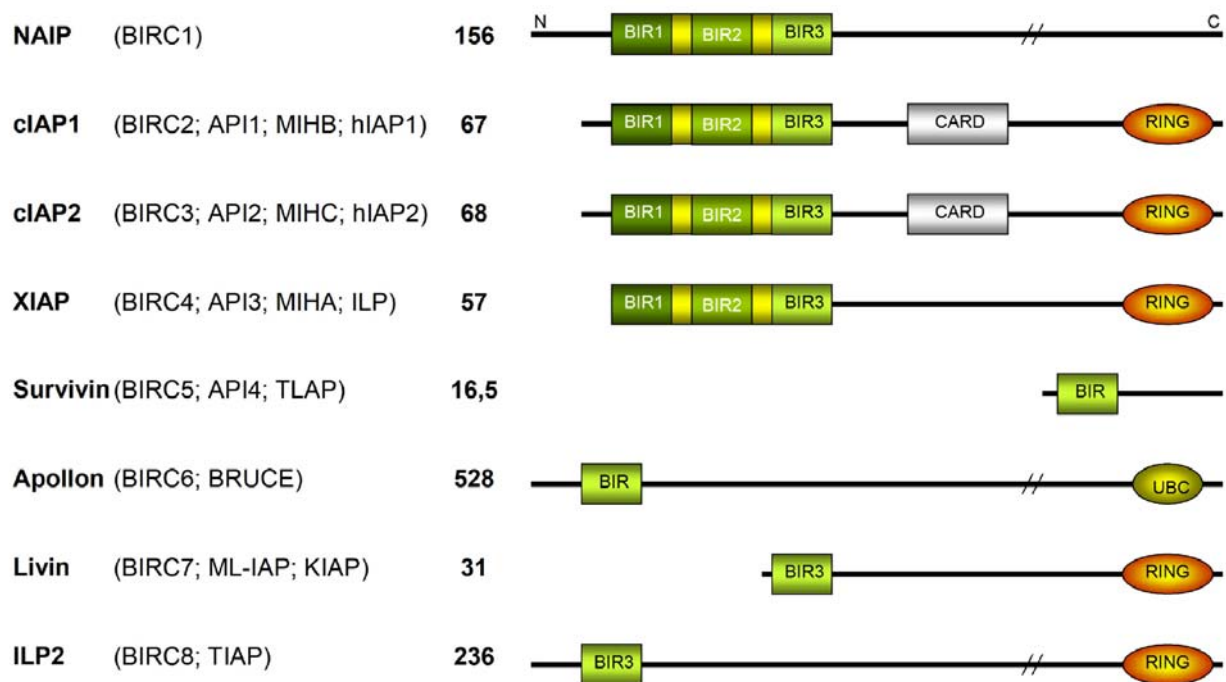 NAIP (BIRC1) 156 N BIR1 BIR2 BIR3 // C
cIAP1 (BIRC2; API1; MIHB; hIAP1) 67 BIR1 BIR2 BIR3 CARD RING
cIAP2 (BIRC3; API2; MIHC; hIAP2) 68 BIR1 BIR2 BIR3 CARD RING
XIAP (BIRC4; API3; MIHA; ILP) 57 BIR1 BIR2 BIR3 RING
Survivin (BIRC5; API4; TLAP) 16,5 BIR
Apollon (BIRC6; BRUCE) 528 BIR // UBC
Livin (BIRC7; ML-IAP; KIAP) 31 BIR3 RING
ILP2 (BIRC8; TIAP) 236 BIR3 // RING